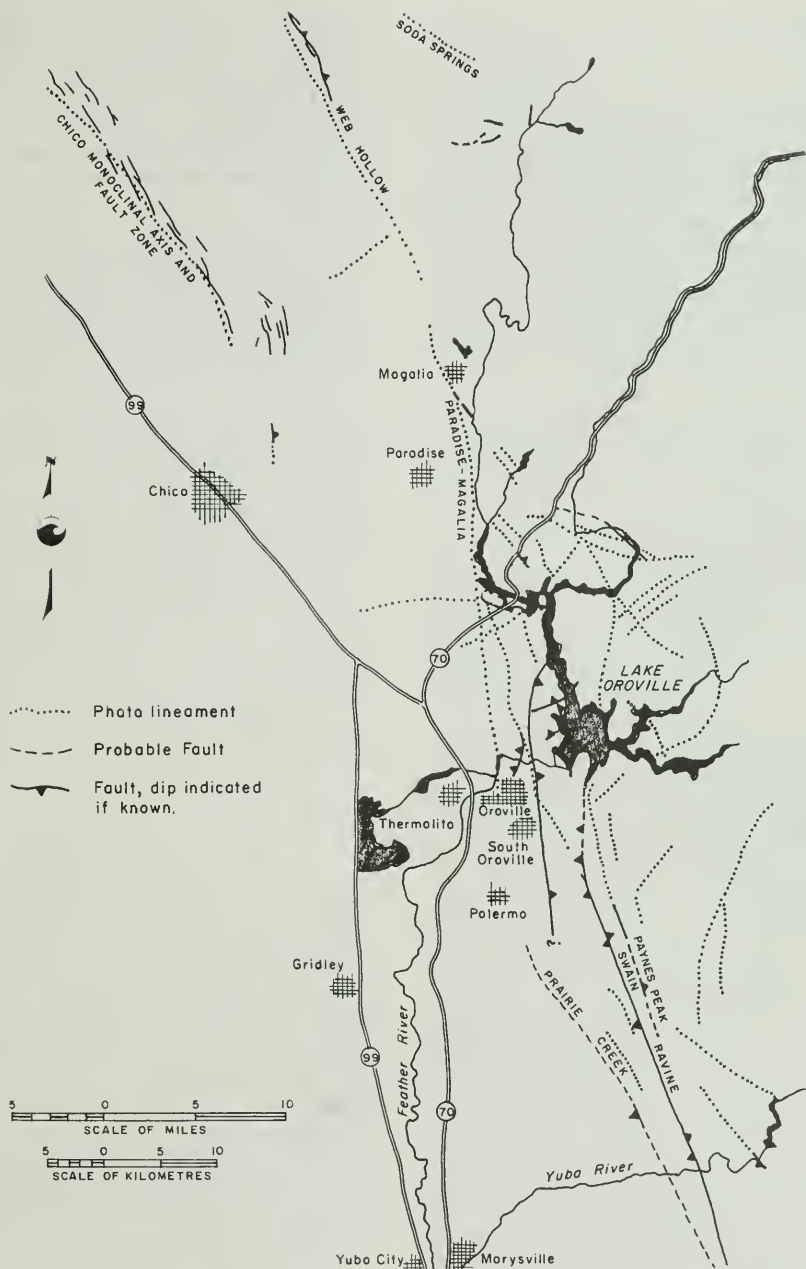 SODA SPRINGS
WEB HOLLOW
CHICO MONOCLINAL AXIS AND
FAULT ZONE
99
Magalia
PARADISE-MAGALIA
Paradise
Chico
N
70
LAKE
OROVILLE
Photo lineament
Probable Fault
Fault, dip indicated
if known.
Thermolito
Oroville
South
Oroville
Palermo
?
Gridley
PAYNES PEAK
SWAIN RAVINE
PRAIRIE CREEK
Feather River
99
70
5 0 5 10
SCALE OF MILES
5 0 5 10
SCALE OF KILOMETRES
Yuba River
Yuba City
Marysville